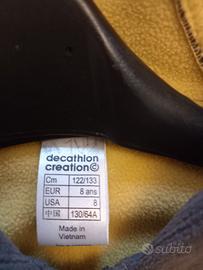 decathlon
creation®
Cm 122/133
EUR 8 ans
USA 8
中国 130/64A
Made in
Vietnam
subito